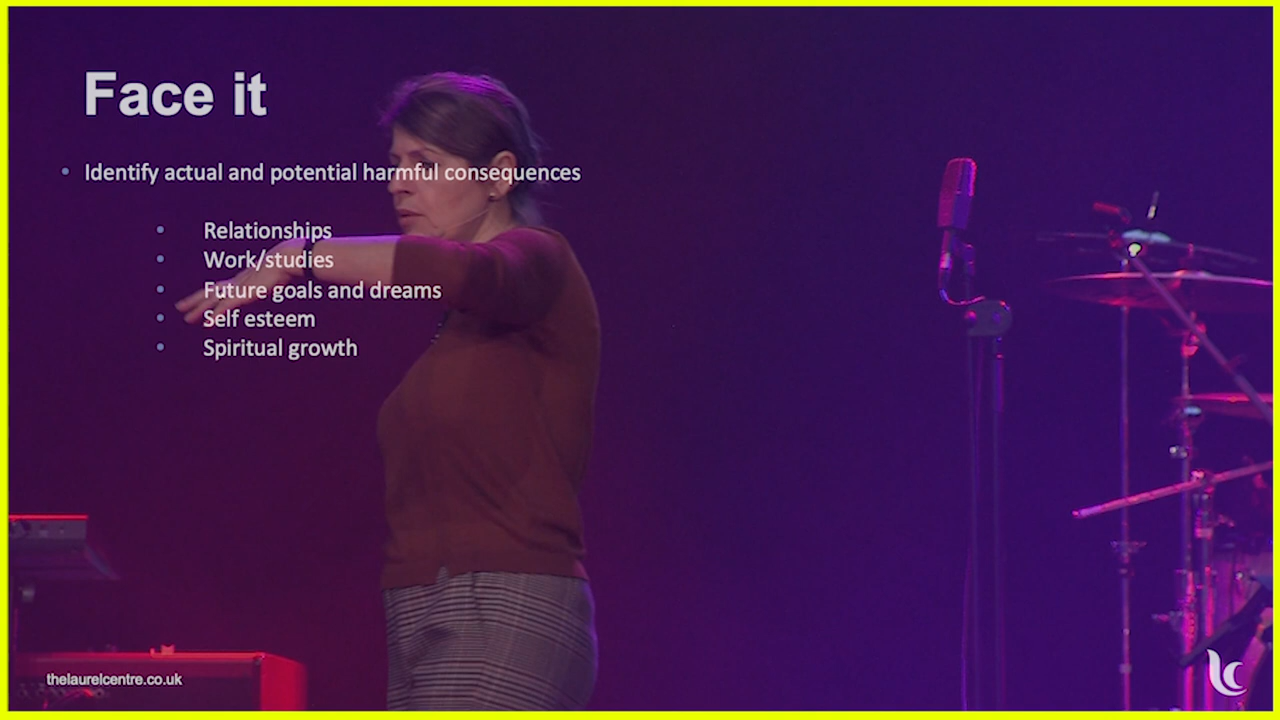 Face it
• Identify actual and potential harmful consequences
• Relationships
• Work/studies
• Future goals and dreams
• Self esteem
• Spiritual growth
thelaurelcentre.co.uk
lc